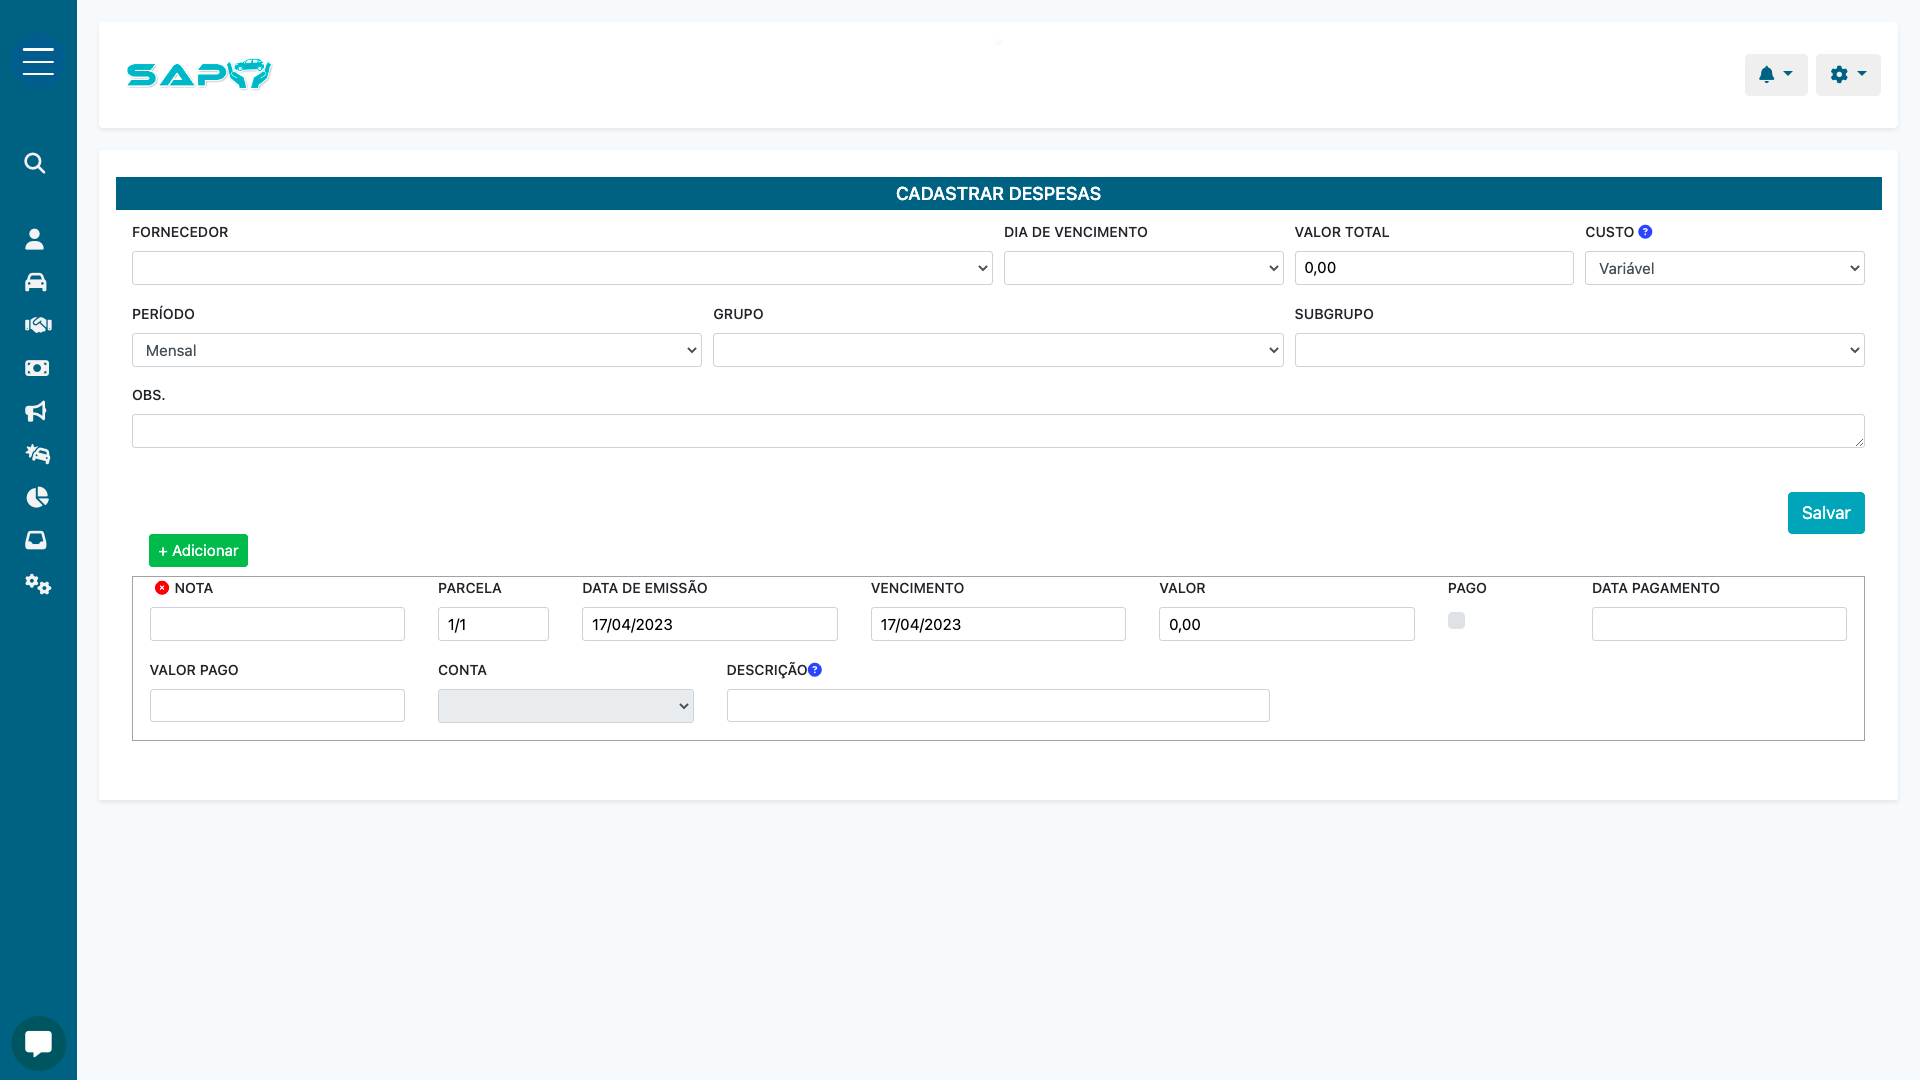 SAPY
CADASTRAR DESPESAS
FORNECEDOR DIA DE VENCIMENTO VALOR TOTAL CUSTO ?
0,00 Variável
PERÍODO GRUPO SUBGRUPO
Mensal
OBS.
Salvar
+ Adicionar
NOTA PARCELA DATA DE EMISSÃO VENCIMENTO VALOR PAGO DATA PAGAMENTO
1/1 17/04/2023 17/04/2023 0,00
VALOR PAGO CONTA DESCRIÇÃO ?